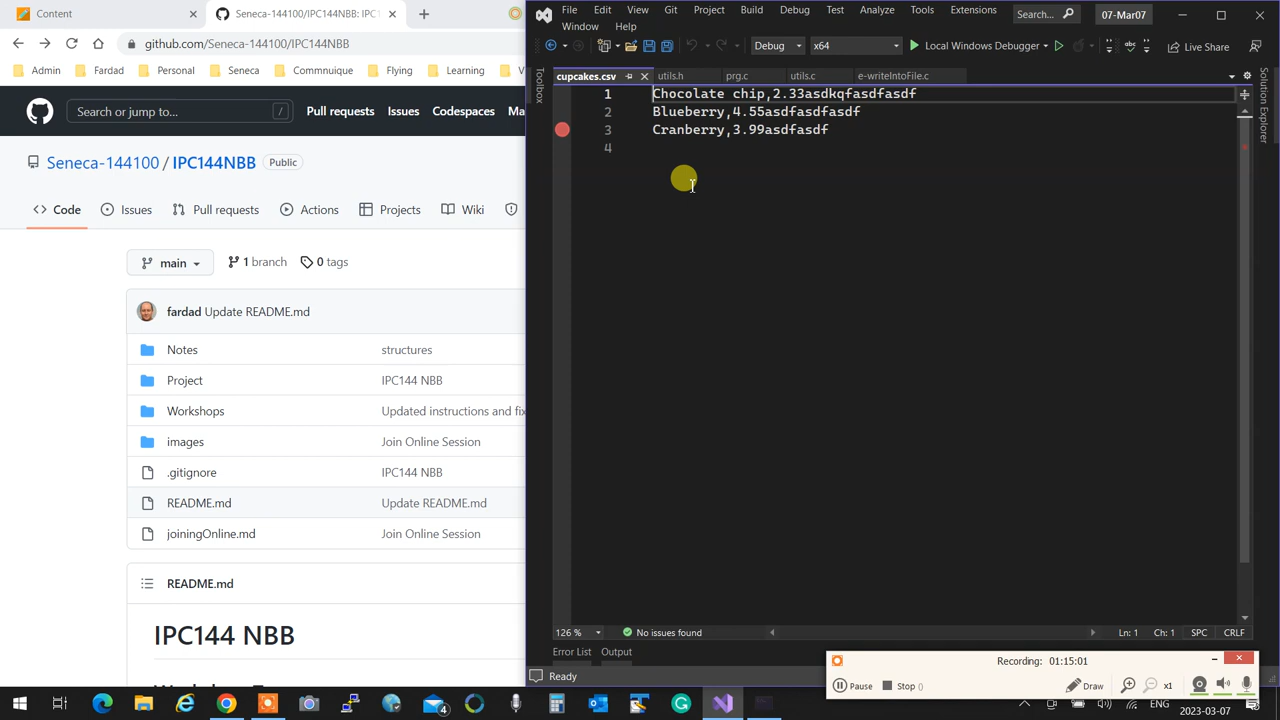 Content
Seneca-144100/IPC144NBB: IPC1
github.com/Seneca-144100/IPC144NBB
Admin
Fardad
Personal
Seneca
Commnuique
Flying
Learning
Search or jump to...
/
Pull requests
Issues
Codespaces
Ma
Seneca-144100 / IPC144NBB
Public
Code
Issues
Pull requests
Actions
Projects
Wiki
main
1 branch
0 tags
fardad Update README.md
Notes
structures
Project
IPC144 NBB
Workshops
Updated instructions and fix
images
Join Online Session
.gitignore
IPC144 NBB
README.md
Update README.md
joiningOnline.md
Join Online Session
README.md
IPC144 NBB
File
Edit
View
Git
Project
Build
Debug
Test
Analyze
Tools
Extensions
Window
Help
Search...
07-Mar07
Debug
x64
Local Windows Debugger
Live Share
Toolbox
cupcakes.csv
utils.h
prg.c
utils.c
e-writeIntoFile.c
Solution Explorer
1 Chocolate chip,2.33asdkqfasdfasdf
2 Blueberry,4.55asdfasdfasdf
3 Cranberry,3.99asdfasdf
4
126 %
No issues found
Ln: 1
Ch: 1
SPC
CRLF
Error List
Output
Ready
Recording: 01:15:01
Pause
Stop
Draw
x1
4
ENG
2023-03-07